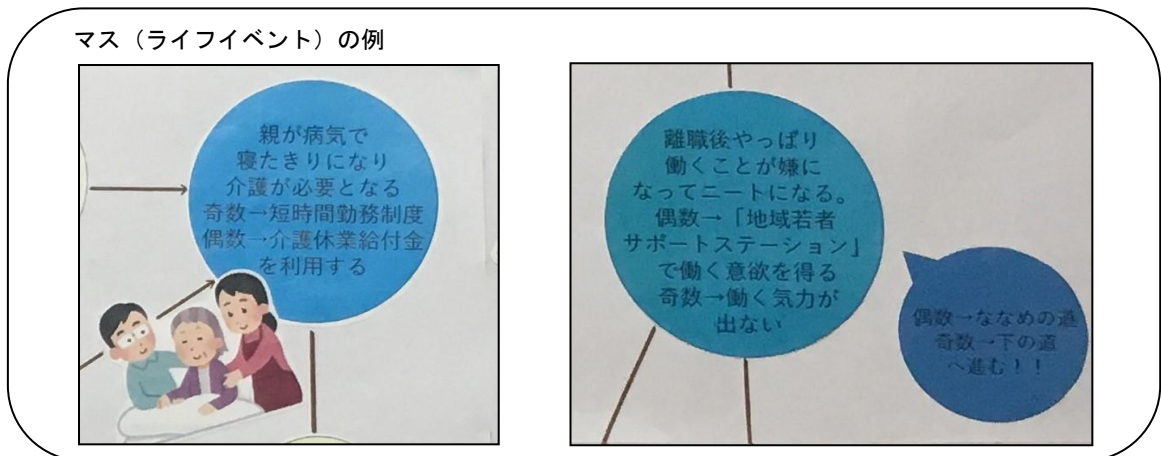 マス（ライフイベント）の例
親が病気で
寝たきりになり
介護が必要となる
奇数→短時間勤務制度
偶数→介護休業給付金
を利用する
離職後やっぱり
働くことが嫌に
なってニートになる。
偶数→「地域若者
サポートステーション」
で働く意欲を得る
奇数→働く気力が
出ない
偶数→ななめの道
奇数→下の道
へ進む！！